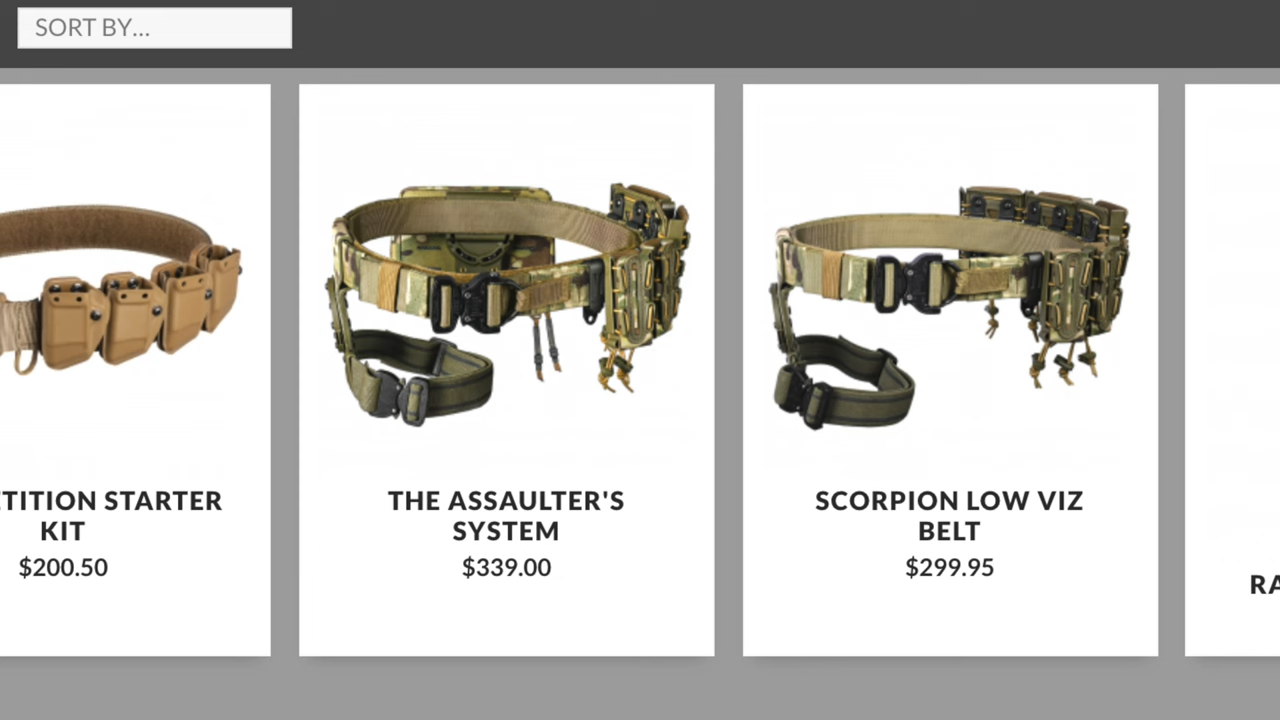 SORT BY...
TITION STARTER
KIT
$200.50
THE ASSAULTER'S
SYSTEM
$339.00
SCORPION LOW VIZ
BELT
$299.95
RA